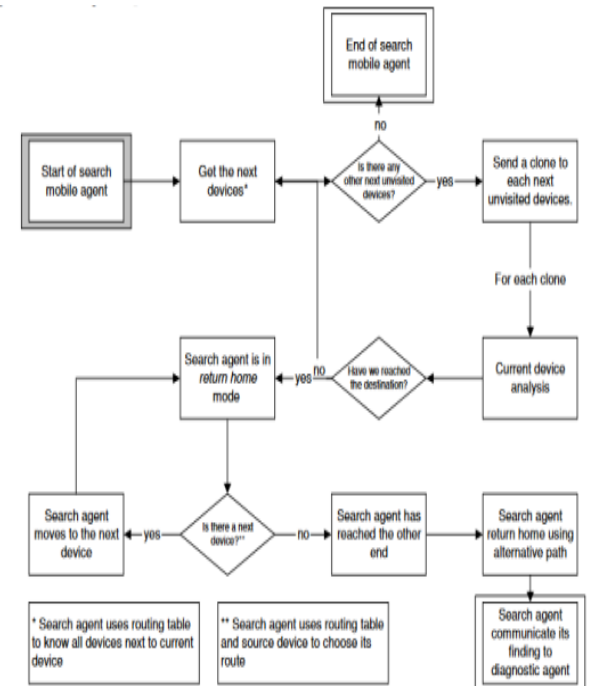 End of search
mobile agent
no
Start of search
mobile agent
Get the next
devices*
Is there any
other next unvisited
devices?
yes
Send a clone to
each next
unvisited devices.
For each clone
Search agent is in
return home
mode
yes
no
Have we reached
the destination?
Current device
analysis
Search agent
moves to the next
device
yes
Is there a next
device?**
no
Search agent has
reached the other
end
Search agent
return home using
alternative path
* Search agent uses routing table
to know all devices next to current
device
** Search agent uses routing table
and source device to choose its
route
Search agent
communicate its
finding to
diagnostic agent